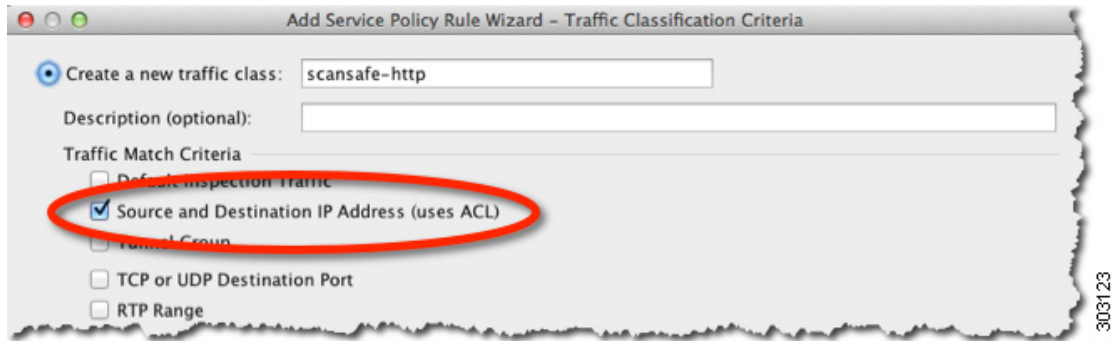 Add Service Policy Rule Wizard – Traffic Classification Criteria
Create a new traffic class: scansafe-http
Description (optional):
Traffic Match Criteria
Default Inspection Traffic
Source and Destination IP Address (uses ACL)
Tunnel Group
TCP or UDP Destination Port
RTP Range
303123